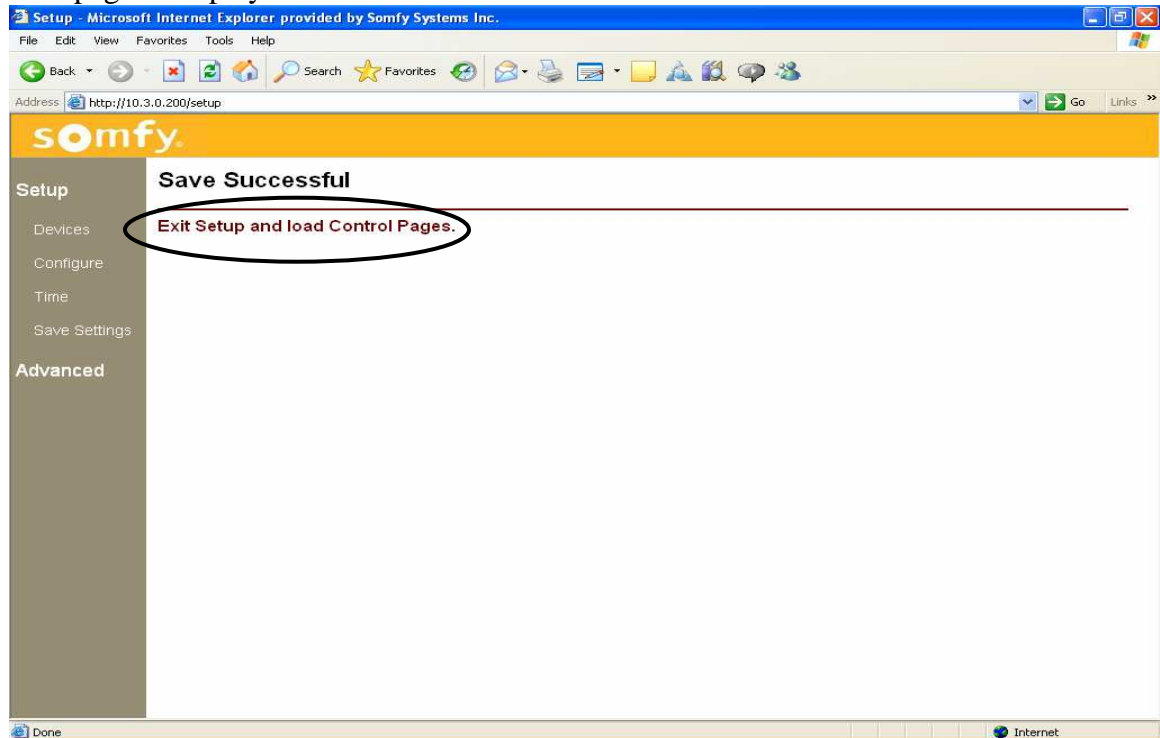 Setup - Microsoft Internet Explorer provided by Somfy Systems Inc.
File Edit View Favorites Tools Help
Back Search Favorites
Address http://10.3.0.200/setup Go Links »
somfy.
Setup
Devices
Configure
Time
Save Settings
Advanced
Save Successful
Exit Setup and load Control Pages.
Done Internet